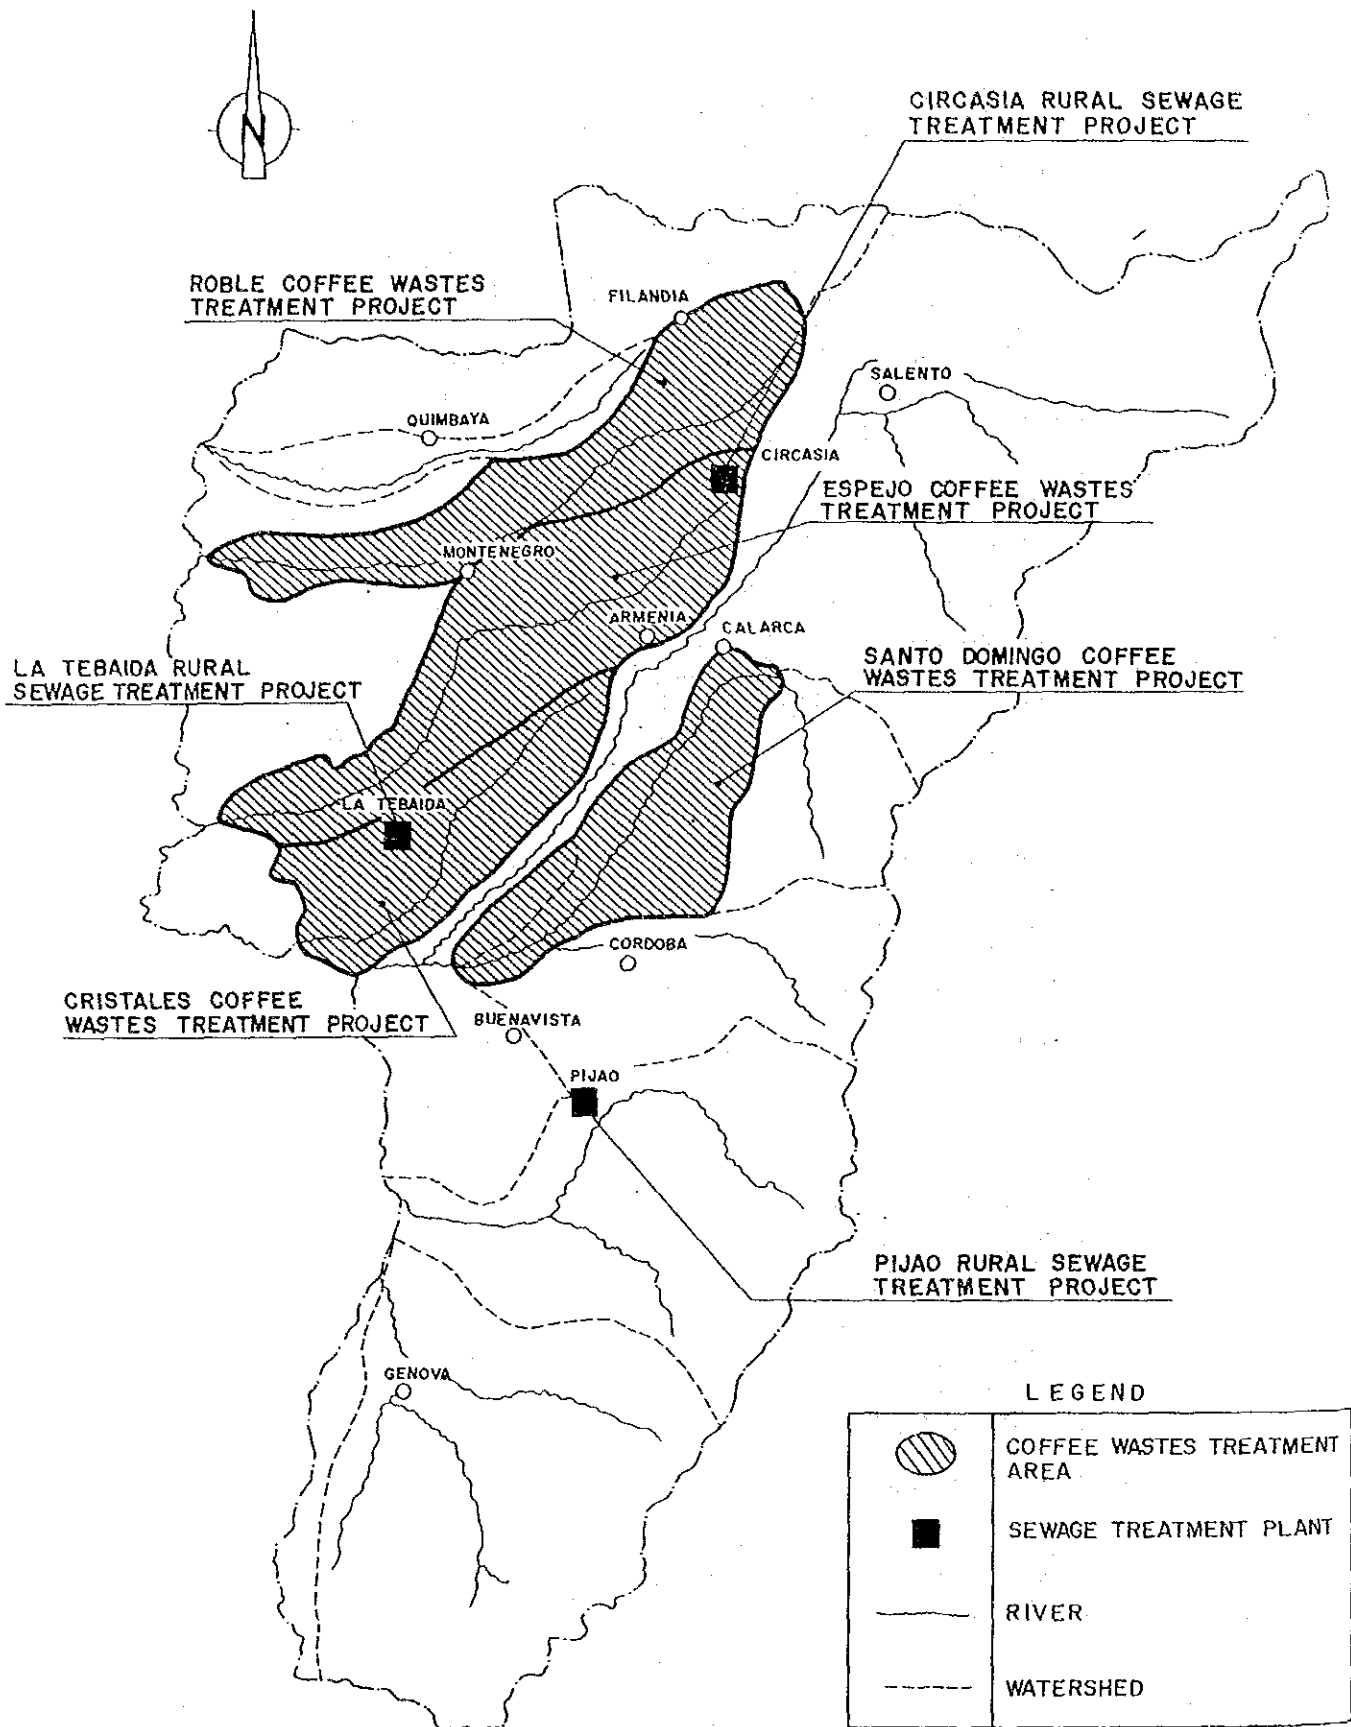 N
CIRCASIA RURAL SEWAGE
TREATMENT PROJECT
ROBLE COFFEE WASTES
TREATMENT PROJECT
FILANDIA
SALENTO
QUIMBAYA
CIRCASIA
ESPEJO COFFEE WASTES
TREATMENT PROJECT
MONTENEGRO
ARMENIA
CALARCA
LA TEBAIDA RURAL
SEWAGE TREATMENT PROJECT
SANTO DOMINGO COFFEE
WASTES TREATMENT PROJECT
LA TEBAIDA
CORDOBA
CRISTALES COFFEE
WASTES TREATMENT PROJECT
BUENAVISTA
PIJAO
PIJAO RURAL SEWAGE
TREATMENT PROJECT
GENOVA
LEGEND
COFFEE WASTES TREATMENT
AREA
SEWAGE TREATMENT PLANT
RIVER
WATERSHED